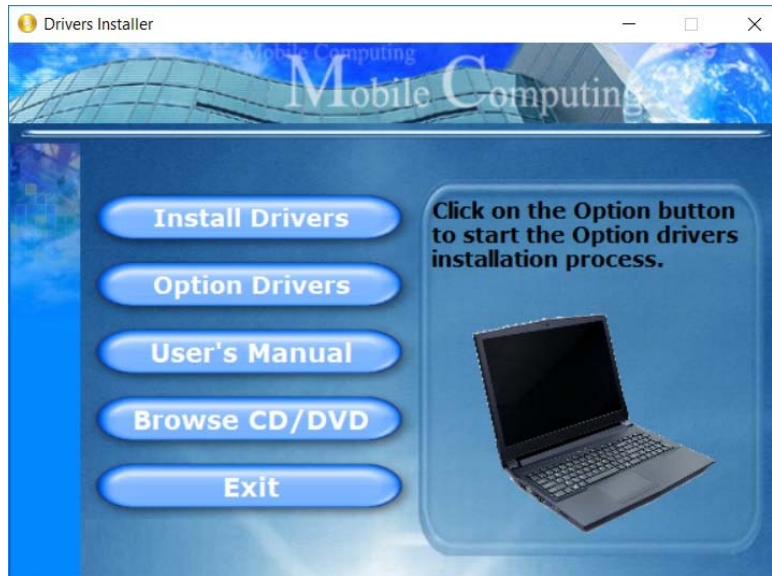 Drivers Installer
Mobile Computing
Mobile Computing
Install Drivers
Option Drivers
User's Manual
Browse CD/DVD
Exit
Click on the Option button
to start the Option drivers
installation process.